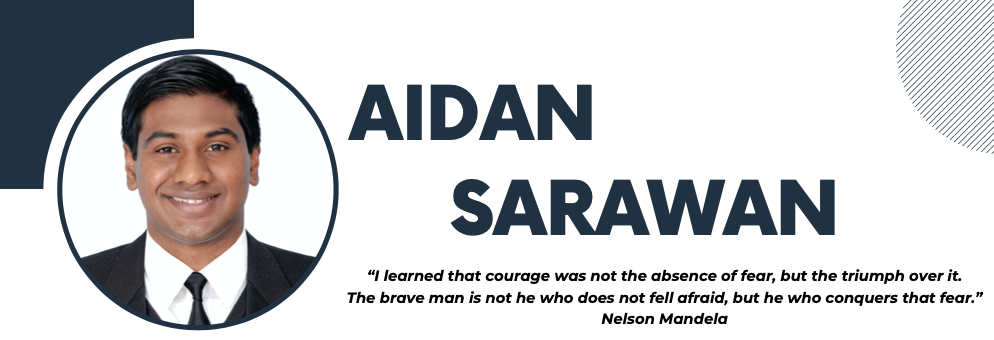 AIDAN
SARAWAN
“I learned that courage was not the absence of fear, but the triumph over it.
The brave man is not he who does not fell afraid, but he who conquers that fear.”
Nelson Mandela